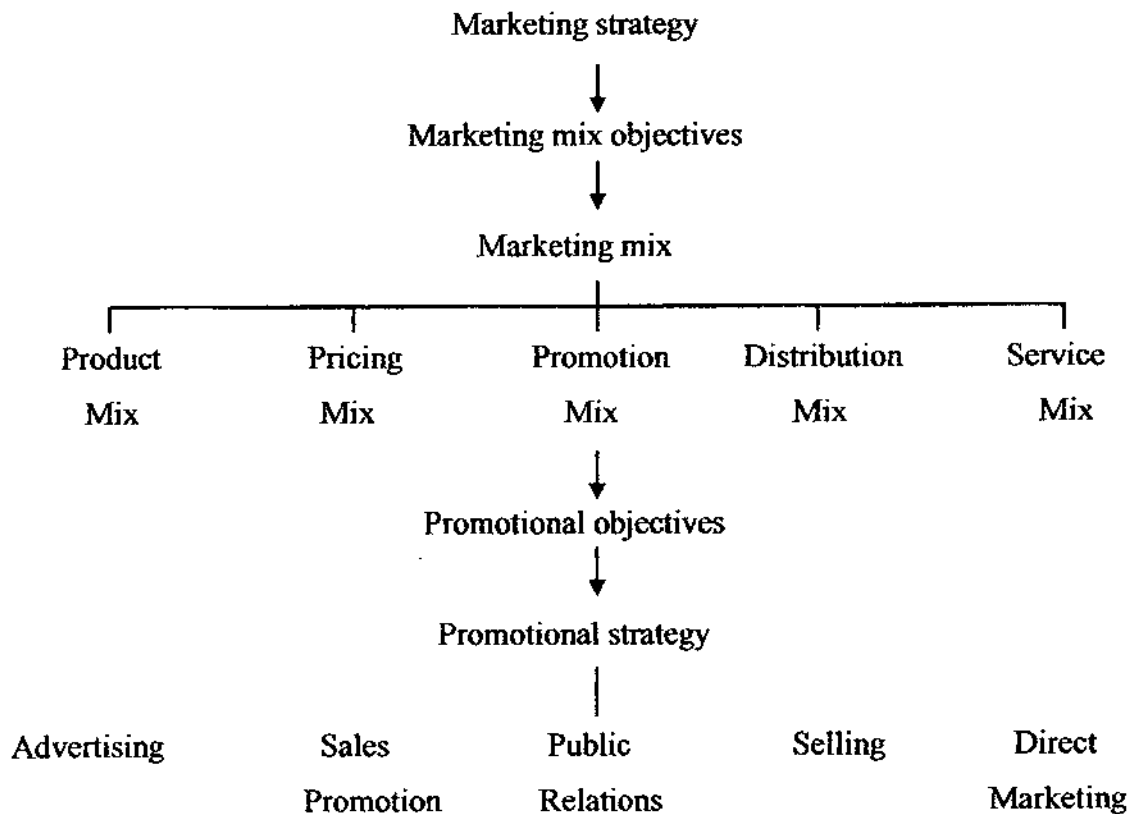 Marketing strategy
Marketing mix objectives
Marketing mix
Product Pricing Promotion Distribution Service
Mix Mix Mix Mix Mix
Promotional objectives
Promotional strategy
Advertising Sales Public Selling Direct
Promotion Relations Marketing